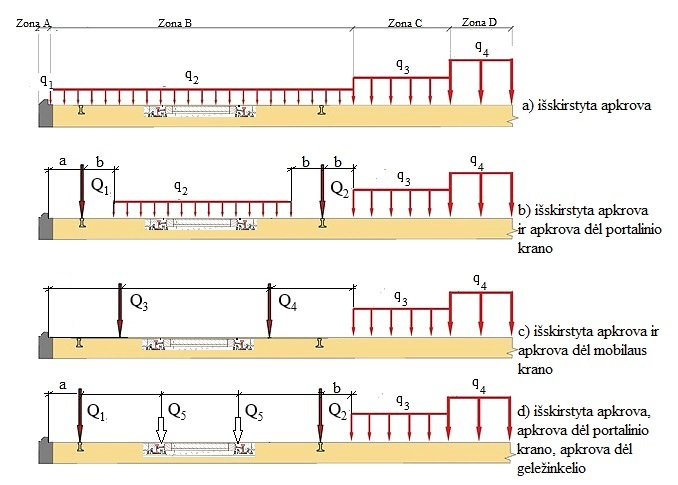 Zona A
Zona B
Zona C
Zona D
q1
q2
q3
q4
a) išskirstyta apkrova
a
b
b
b
Q1
q2
Q2
q3
q4
b) išskirstyta apkrova
ir apkrova dėl portalinio
krano
Q3
Q4
q3
q4
c) išskirstyta apkrova ir
apkrova dėl mobilaus
krano
a
b
Q1
Q5
Q5
Q2
q3
q4
d) išskirstyta apkrova,
apkrova dėl portalinio
krano, apkrova dėl
geležinkelio